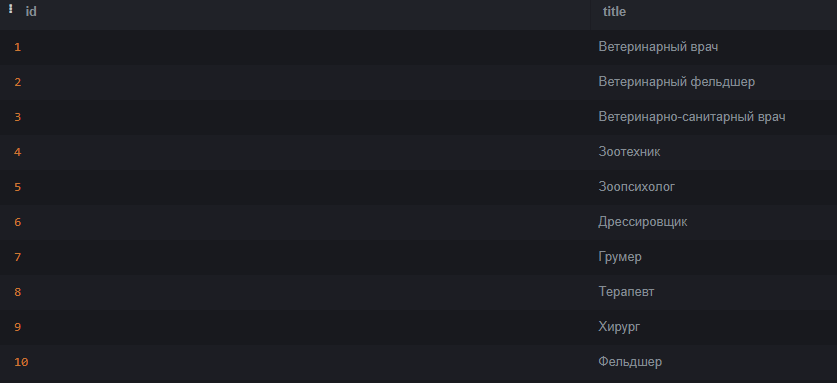 id title
1 Ветеринарный врач
2 Ветеринарный фельдшер
3 Ветеринарно-санитарный врач
4 Зоотехник
5 Зоопсихолог
6 Дрессировщик
7 Грумер
8 Терапевт
9 Хирург
10 Фельдшер